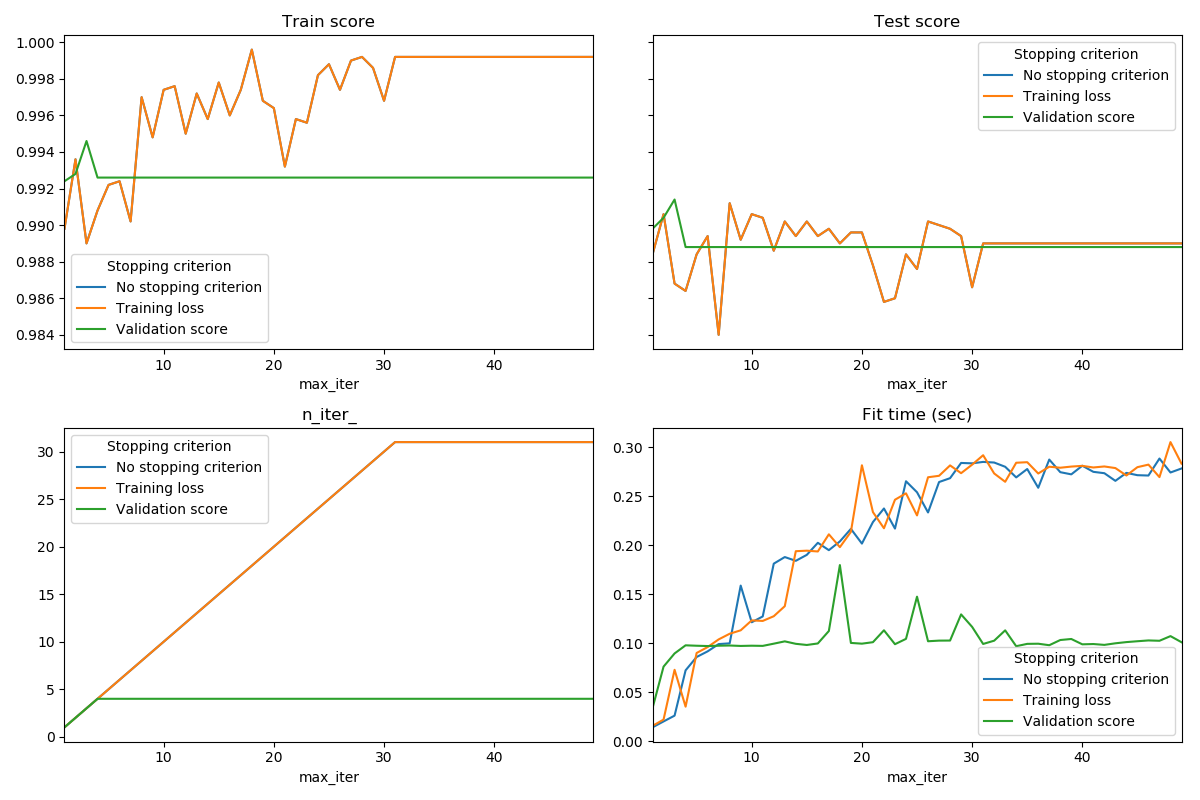 Train score
1.000
0.998
0.996
0.994
0.992
0.990
0.988
0.986
0.984
Stopping criterion
No stopping criterion
Training loss
Validation score
10
20
30
40
max_iter
Test score
Stopping criterion
No stopping criterion
Training loss
Validation score
10
20
30
40
max_iter
n_iter_
30
25
20
15
10
5
0
Stopping criterion
No stopping criterion
Training loss
Validation score
10
20
30
40
max_iter
Fit time (sec)
0.30
0.25
0.20
0.15
0.10
0.05
0.00
Stopping criterion
No stopping criterion
Training loss
Validation score
10
20
30
40
max_iter